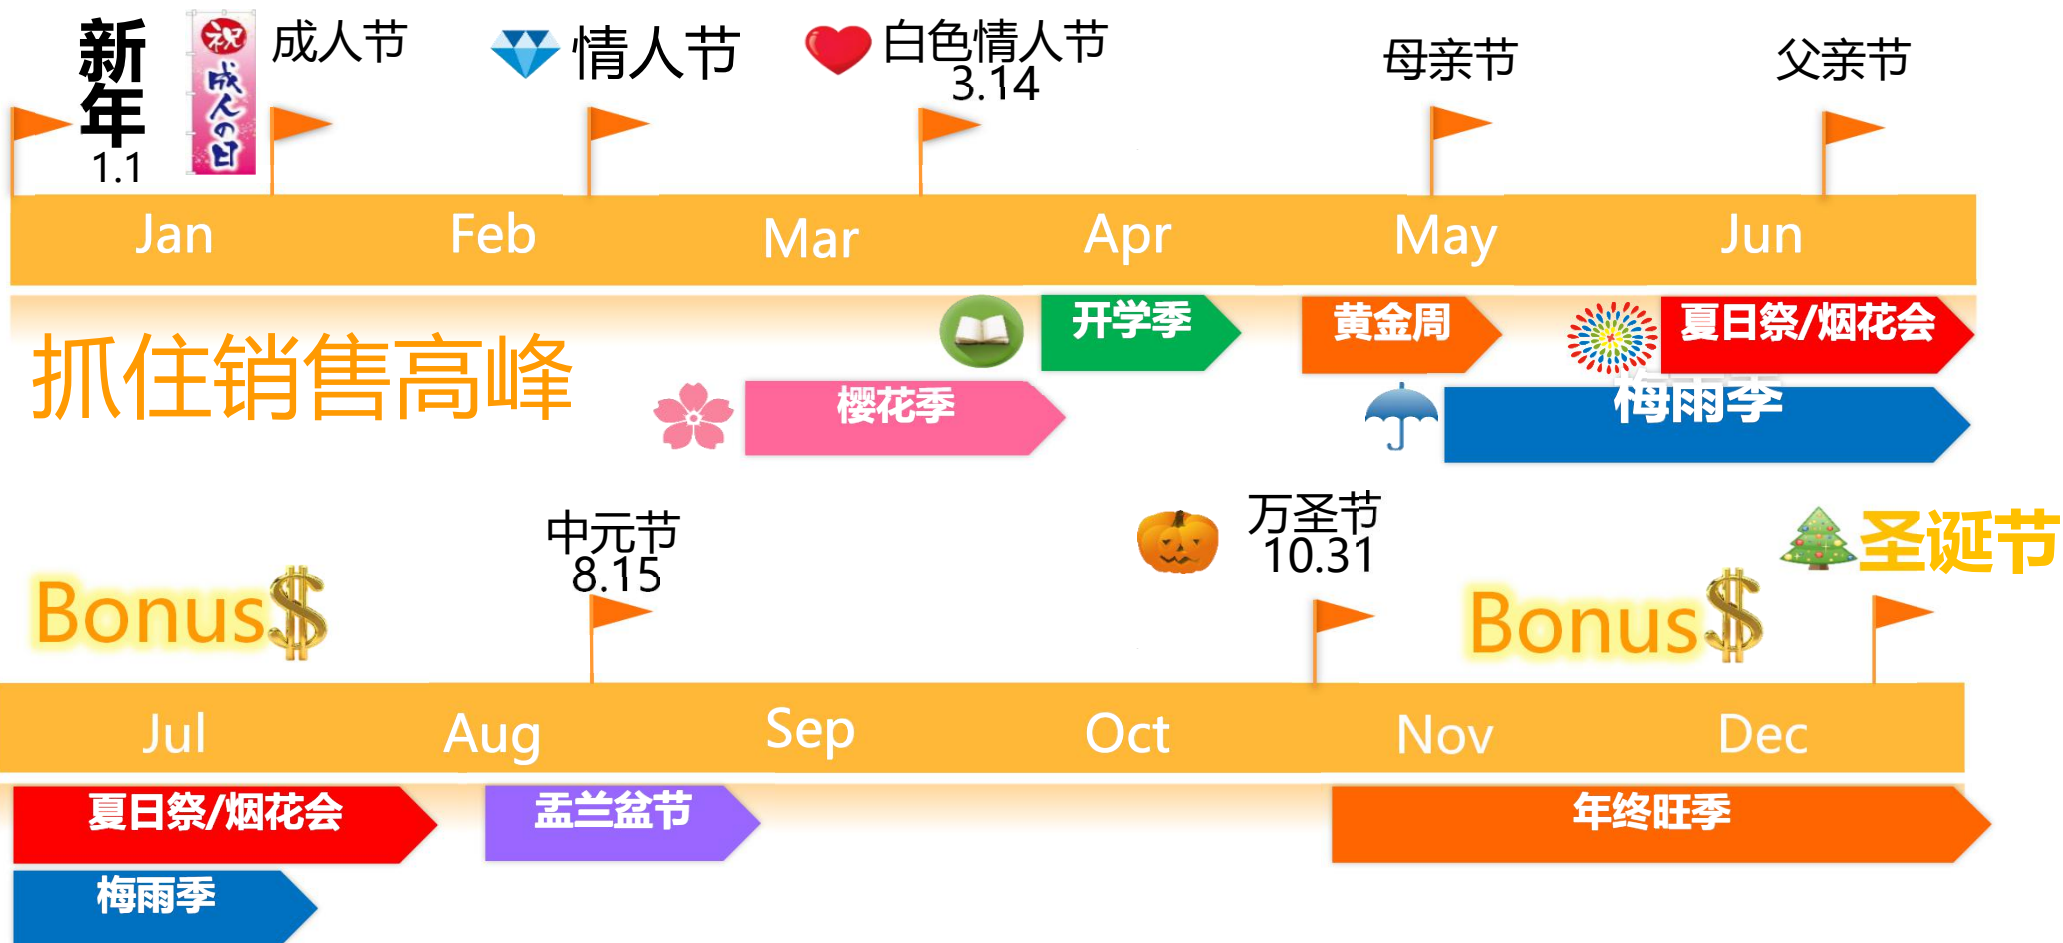 新年
1.1
祝
成人の日
成人节
情人节
白色情人节
3.14
母亲节
父亲节
Jan
Feb
Mar
Apr
May
Jun
开学季
黄金周
夏日祭/烟花会
抓住销售高峰
樱花季
梅雨季
中元节
8.15
万圣节
10.31
圣诞节
Bonus$
Bonus$
Jul
Aug
Sep
Oct
Nov
Dec
夏日祭/烟花会
盂兰盆节
年终旺季
梅雨季